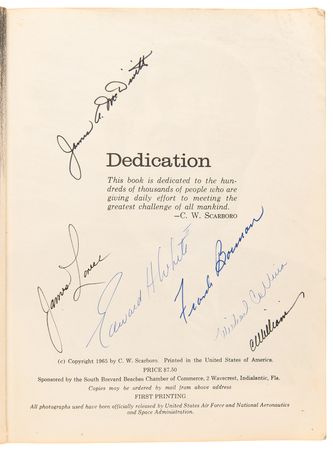 James A. McDivitt
Dedication
This book is dedicated to the hun-
dreds of thousands of people who are
giving daily effort to meeting the
greatest challenge of all mankind.
—C. W. Scarboro
James Lovell
Edward H White
Frank Borman
Michael
CWilliams
(c) Copyright 1965 by C. W. Scarboro. Printed in the United States of America.
PRICE $7.50
Sponsored by the South Brevard Beaches Chamber of Commerce, 2 Wavecrest, Indialantic, Fla.
Copies may be ordered by mail from above address
FIRST PRINTING
All photographs used have been officially released by United States Air Force and National Aeronautics
and Space Administration.